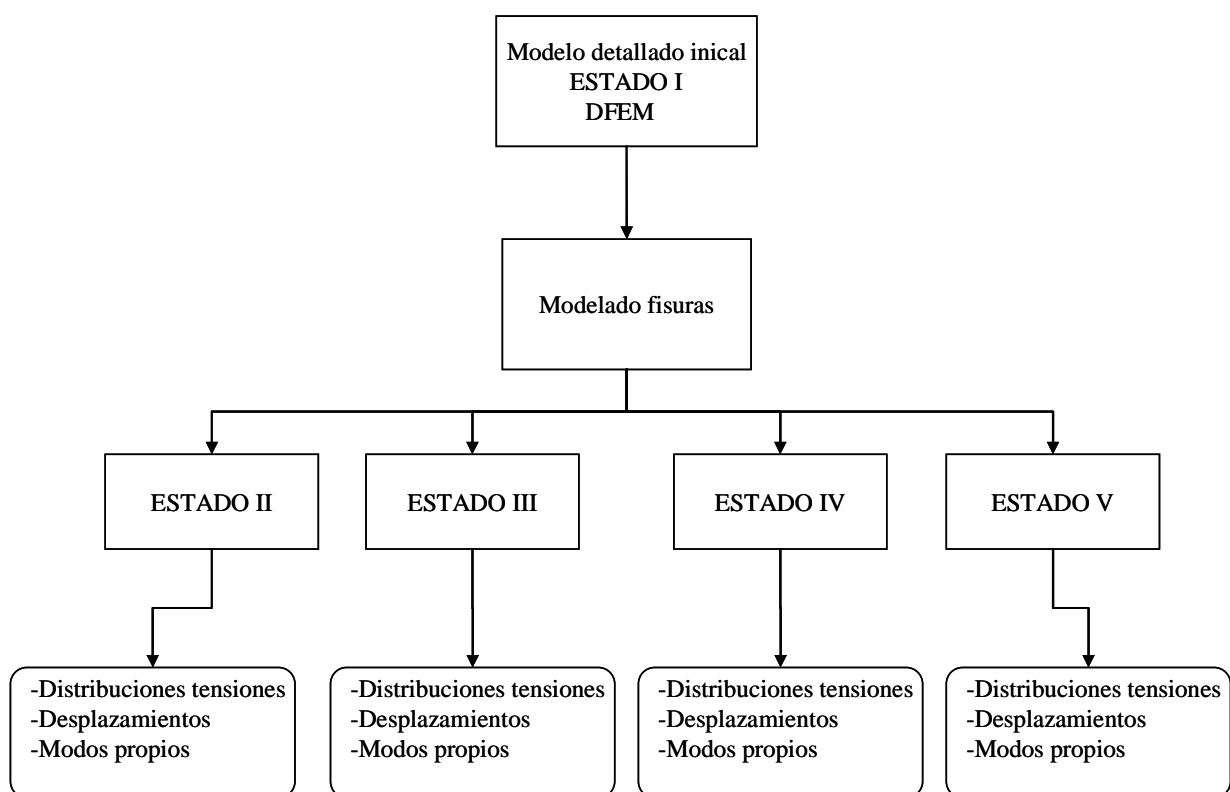 Modelo detallado inical
ESTADO I
DFEM
Modelado fisuras
ESTADO II
ESTADO III
ESTADO IV
ESTADO V
-Distribuciones tensiones
-Desplazamientos
-Modos propios
-Distribuciones tensiones
-Desplazamientos
-Modos propios
-Distribuciones tensiones
-Desplazamientos
-Modos propios
-Distribuciones tensiones
-Desplazamientos
-Modos propios